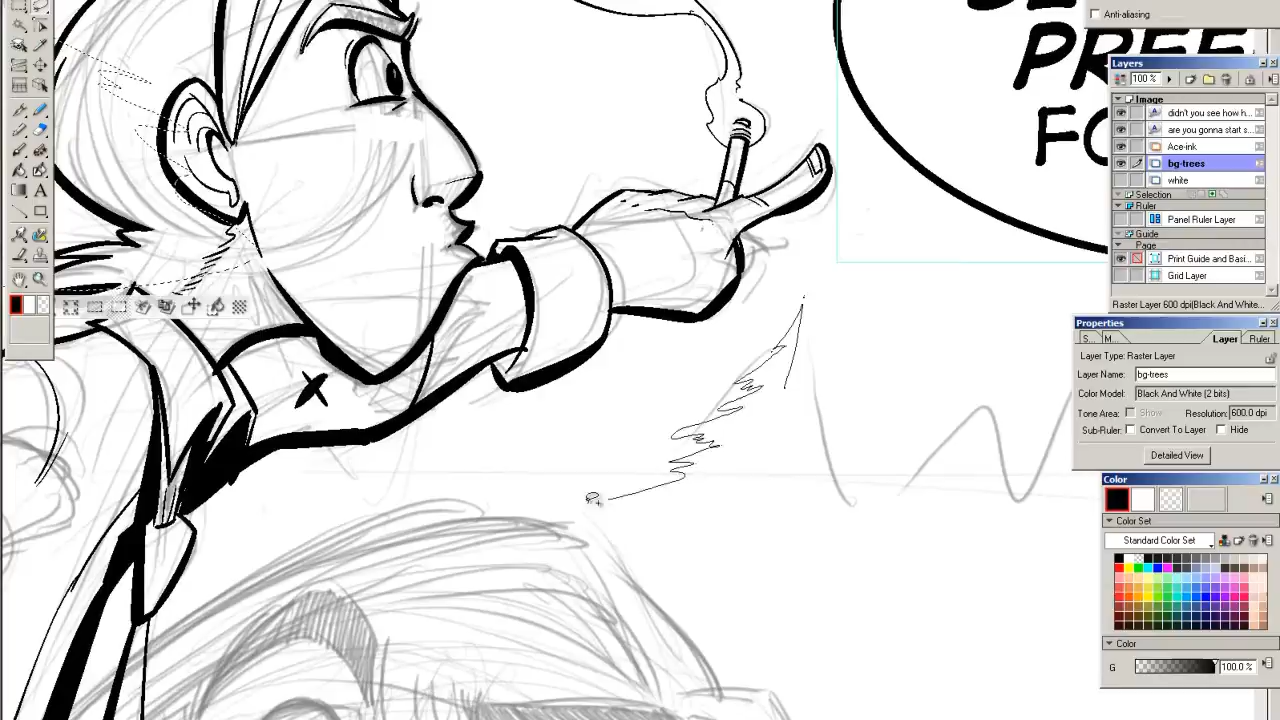 Anti-aliasing
PREE
FO
Layers
100 %
Image
didn't you see how h...
are you gonna start s...
Ace-ink
bg-trees
white
Selection
Ruler
Panel Ruler Layer
Guide
Page
Print Guide and Basi...
Grid Layer
Raster Layer 600 dpi(Black And White)
Properties
S... M... Layer Ruler
Layer Type: Raster Layer
Layer Name: bg-trees
Color Model: Black And White (2 bits)
Tone Area: Show Resolution: 600.0 dpi
Sub-Ruler: Convert To Layer Hide
Detailed View
Color
Color Set
Standard Color Set
Color
G 100.0 %